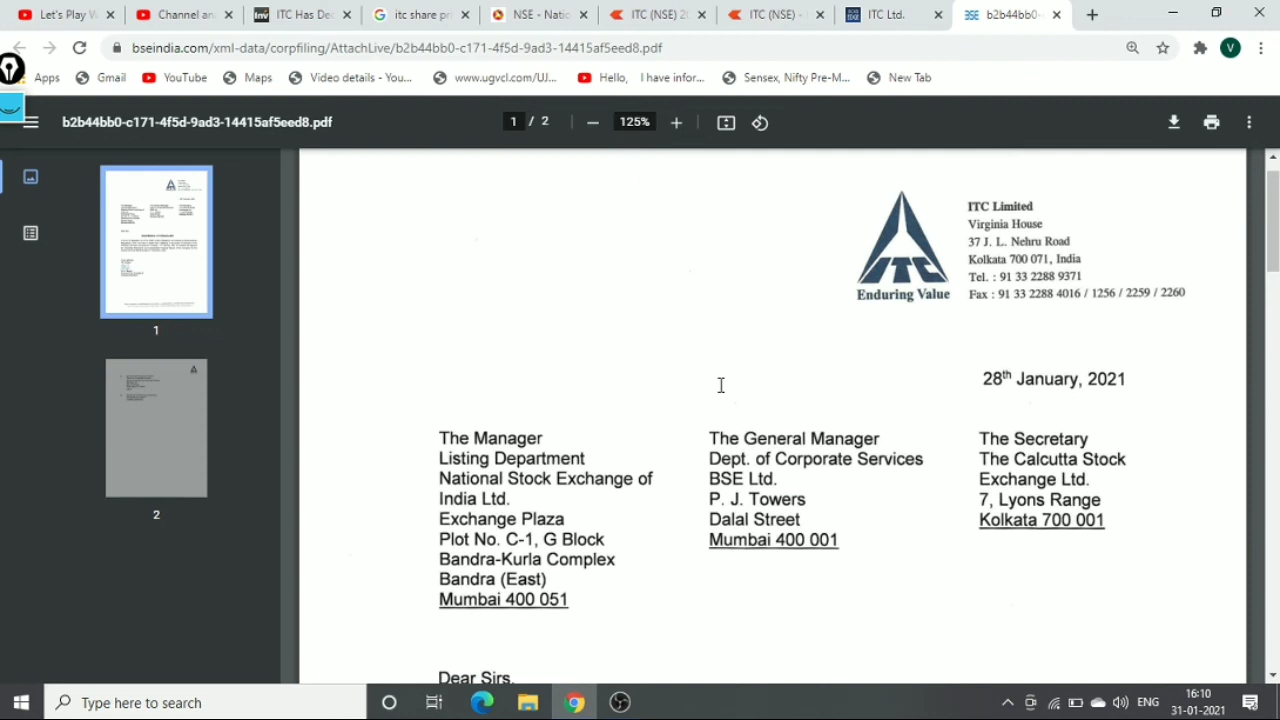 Let's Play W
Channel an
ITC Has Dec
itc share pri
NSE - Natio
ITC (NSE) 20
ITC (NSE) -
ITC Ltd.
b2b44bb0-
bseindia.com/xml-data/corpfiling/AttachLive/b2b44bb0-c171-4f5d-9ad3-14415af5eed8.pdf
V
Apps
Gmail
YouTube
Maps
Video details - You...
www.ugvcl.com/UJ...
Hello, I have infor...
Sensex, Nifty Pre-M...
New Tab
b2b44bb0-c171-4f5d-9ad3-14415af5eed8.pdf
1 / 2
125%
1
2
ITC
Enduring Value
ITC Limited
Virginia House
37 J. L. Nehru Road
Kolkata 700 071, India
Tel. : 91 33 2288 9371
Fax : 91 33 2288 4016 / 1256 / 2259 / 2260
28th January, 2021
The Manager
Listing Department
National Stock Exchange of
India Ltd.
Exchange Plaza
Plot No. C-1, G Block
Bandra-Kurla Complex
Bandra (East)
Mumbai 400 051
The General Manager
Dept. of Corporate Services
BSE Ltd.
P. J. Towers
Dalal Street
Mumbai 400 001
The Secretary
The Calcutta Stock
Exchange Ltd.
7, Lyons Range
Kolkata 700 001
Dear Sirs,
Type here to search
ENG
16:10
31-01-2021